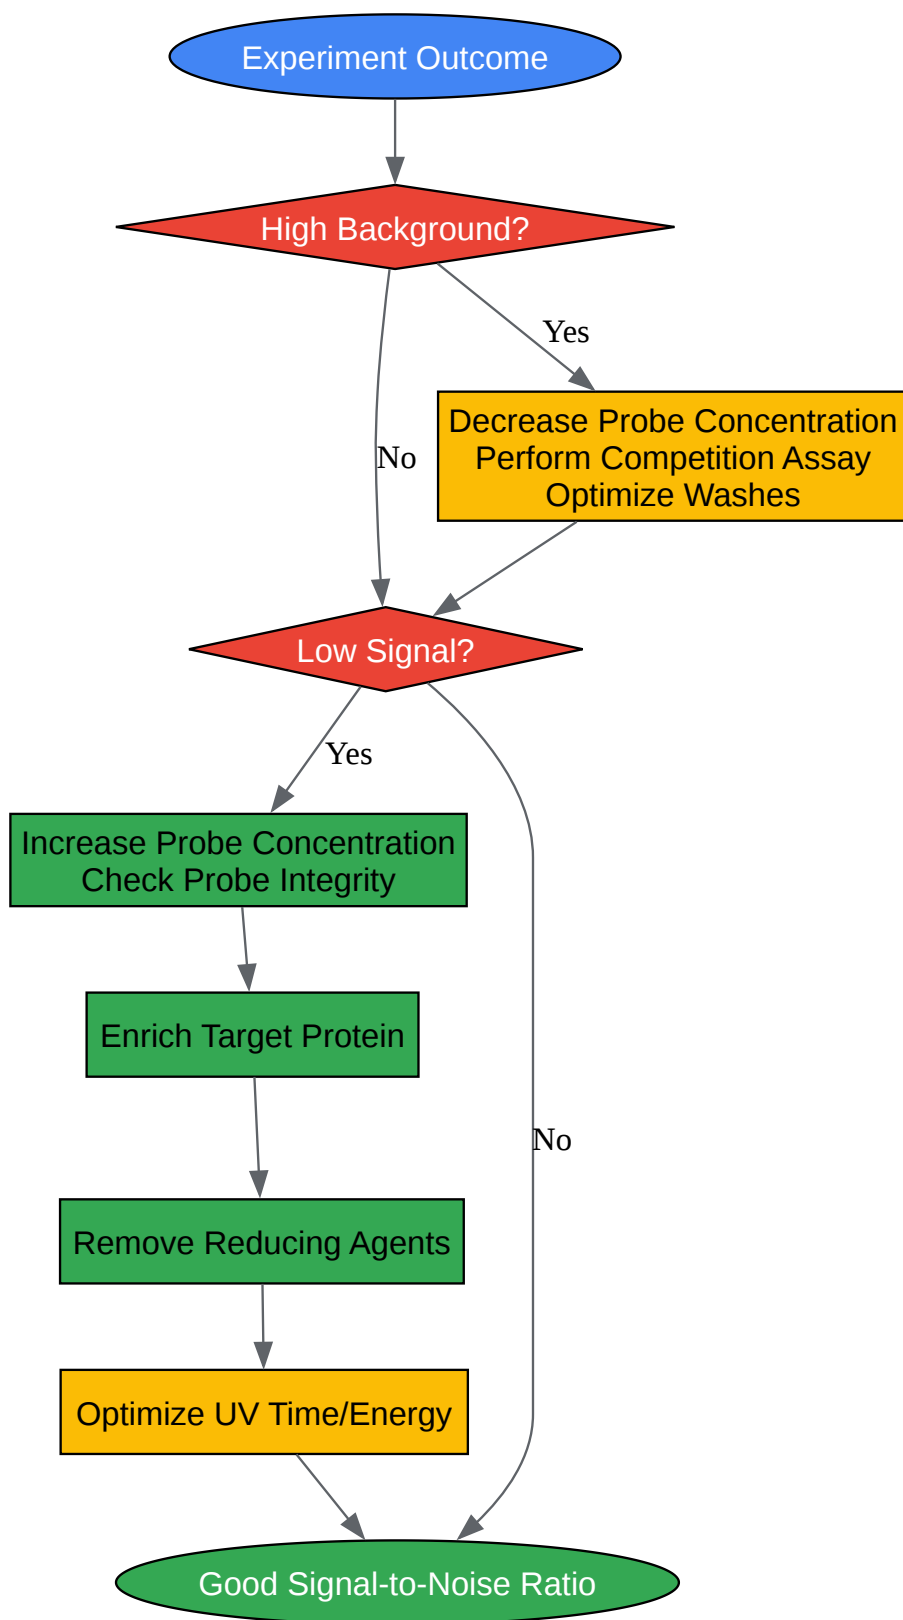 Experiment Outcome
High Background?
Yes
Decrease Probe Concentration
Perform Competition Assay
Optimize Washes
No
Low Signal?
Yes
Increase Probe Concentration
Check Probe Integrity
Enrich Target Protein
No
Remove Reducing Agents
Optimize UV Time/Energy
Good Signal-to-Noise Ratio